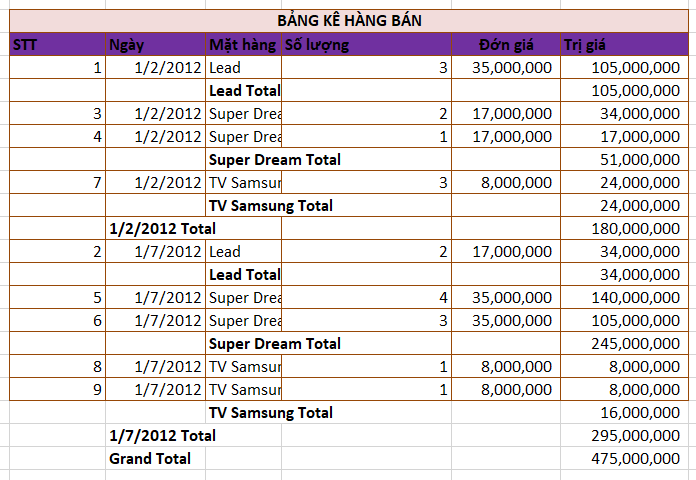 BẢNG KÊ HÀNG BÁN
STT Ngày Mặt hàng Số lượng Đơn giá Trị giá
1 1/2/2012 Lead 3 35,000,000 105,000,000
Lead Total 105,000,000
3 1/2/2012 Super Drea 2 17,000,000 34,000,000
4 1/2/2012 Super Drea 1 17,000,000 17,000,000
Super Dream Total 51,000,000
7 1/2/2012 TV Samsun 3 8,000,000 24,000,000
TV Samsung Total 24,000,000
1/2/2012 Total 180,000,000
2 1/7/2012 Lead 2 17,000,000 34,000,000
Lead Total 34,000,000
5 1/7/2012 Super Drea 4 35,000,000 140,000,000
6 1/7/2012 Super Drea 3 35,000,000 105,000,000
Super Dream Total 245,000,000
8 1/7/2012 TV Samsun 1 8,000,000 8,000,000
9 1/7/2012 TV Samsun 1 8,000,000 8,000,000
TV Samsung Total 16,000,000
1/7/2012 Total 295,000,000
Grand Total 475,000,000